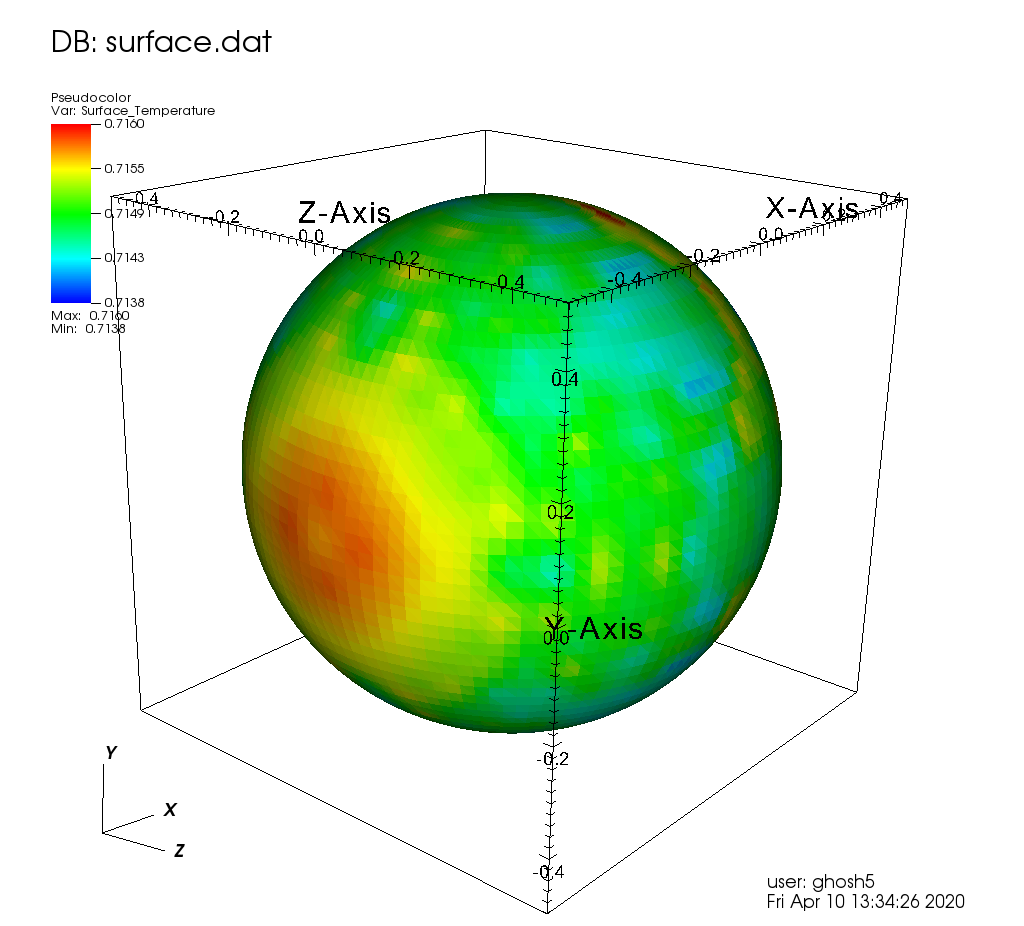 DB: surface.dat
Pseudocolor
Var: Surface_Temperature
0.7160
0.7155
0.7149
0.7143
0.7138
Max: 0.7160
Min: 0.7138
-0.4
-0.2
Z-Axis
0.0
0.2
0.4
X-Axis
0.4
0.2
0.0
-0.2
-0.4
0.4
0.2
Y-Axis
0.0
-0.2
-0.4
Y
X
Z
user: ghosh5
Fri Apr 10 13:34:26 2020